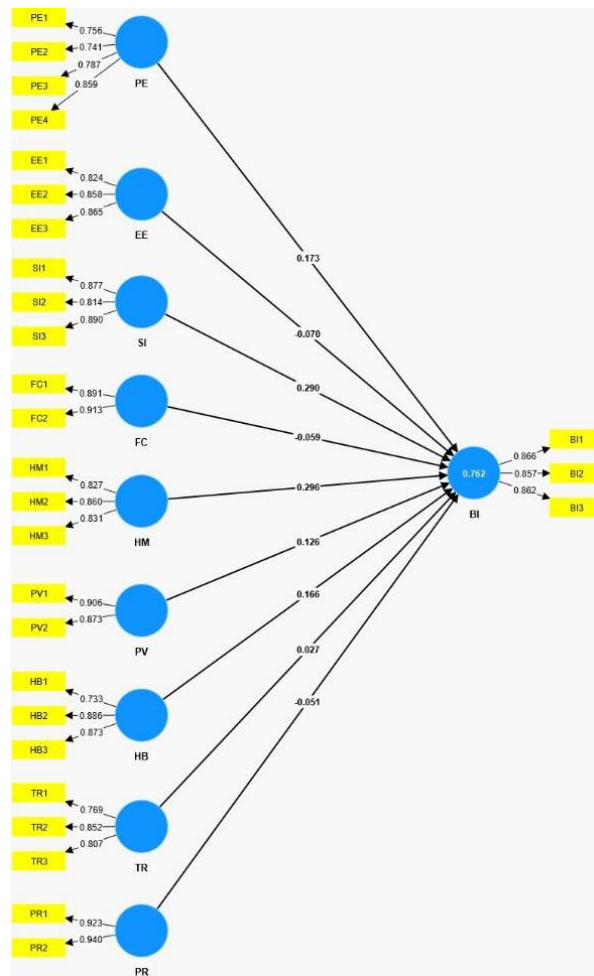 PE1
0.756
PE2
0.741
PE3
0.787
PE4
0.859
PE
EE1
0.824
EE2
0.858
EE3
0.865
EE
SI1
0.877
SI2
0.814
SI3
0.890
SI
FC1
0.891
FC2
0.913
FC
HM1
0.827
HM2
0.860
HM3
0.831
HM
PV1
0.906
PV2
0.873
PV
HB1
0.733
HB2
0.886
HB3
0.873
HB
TR1
0.769
TR2
0.852
TR3
0.807
TR
PR1
0.923
PR2
0.940
PR
0.173
-0.070
0.290
-0.059
0.296
0.126
0.166
0.027
-0.051
0.762
BI
0.866
BI1
0.857
BI2
0.862
BI3